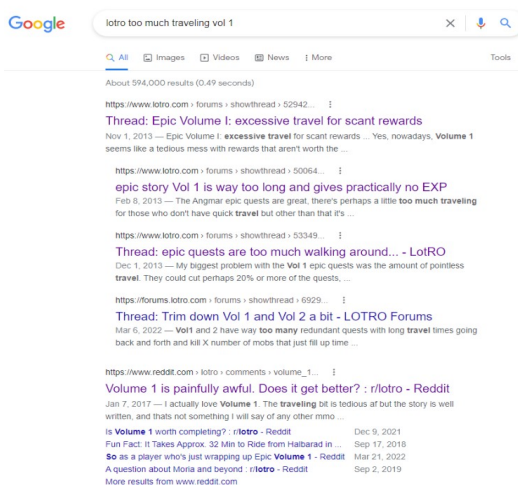 Google
lotro too much traveling vol 1
All Images Videos News More Tools
About 594,000 results (0.49 seconds)
https://www.lotro.com › forums › showthread › 52942...
Thread: Epic Volume I: excessive travel for scant rewards
Nov 1, 2013 — Epic Volume I: excessive travel for scant rewards ... Yes, nowadays, Volume 1
seems like a tedious mess with rewards that aren't worth the ...
https://www.lotro.com › forums › showthread › 50064...
epic story Vol 1 is way too long and gives practically no EXP
Feb 8, 2013 — The Angmar epic quests are great, there's perhaps a little too much traveling
for those who don't have quick travel but other than that it's ...
https://www.lotro.com › forums › showthread › 53349...
Thread: epic quests are too much walking around... - LotRO
Dec 1, 2013 — My biggest problem with the Vol 1 epic quests was the amount of pointless
travel. They could cut perhaps 20% or more of the quests, ...
https://forums.lotro.com › forums › showthread › 6929...
Thread: Trim down Vol 1 and Vol 2 a bit - LOTRO Forums
Mar 6, 2022 — Vol1 and 2 have way too many redundant quests with long travel times going
back and forth and kill X number of mobs that just fill up time ...
https://www.reddit.com › lotro › comments › volume_1...
Volume 1 is painfully awful. Does it get better? : r/lotro - Reddit
Jan 7, 2017 — I actually love Volume 1. The traveling bit is tedious af but the story is well
written, and thats not something I will say of any other mmo ...
Is Volume 1 worth completing? : r/lotro - Reddit Dec 9, 2021
Fun Fact: It Takes Approx. 32 Min to Ride from Halbarad in ... Sep 17, 2018
So as a player who's just wrapping up Epic Volume 1 - Reddit Mar 21, 2022
A question about Moria and beyond : r/lotro - Reddit Sep 2, 2019
More results from www.reddit.com